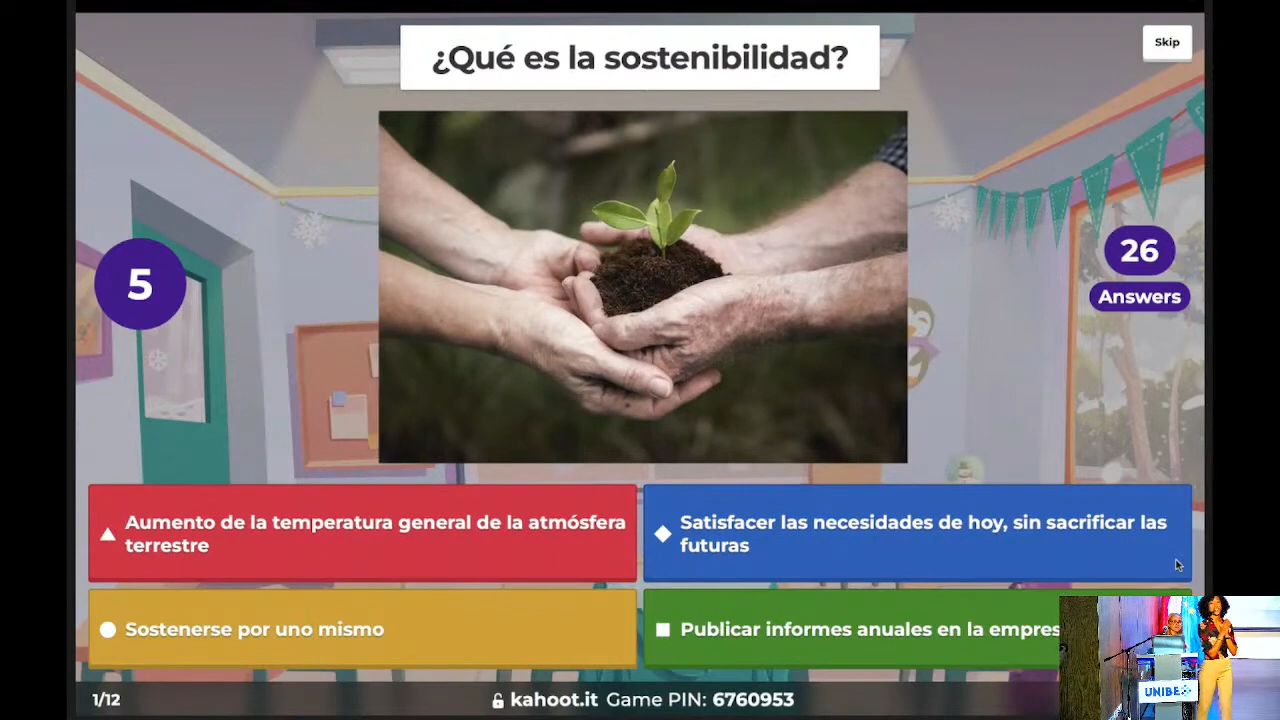 ¿Qué es la sostenibilidad?
Skip
5
26
Answers
Aumento de la temperatura general de la atmósfera
terrestre
Satisfacer las necesidades de hoy, sin sacrificar las
futuras
Sostenerse por uno mismo
Publicar informes anuales en la empres
UNIBE
1/12
kahoot.it Game PIN: 6760953